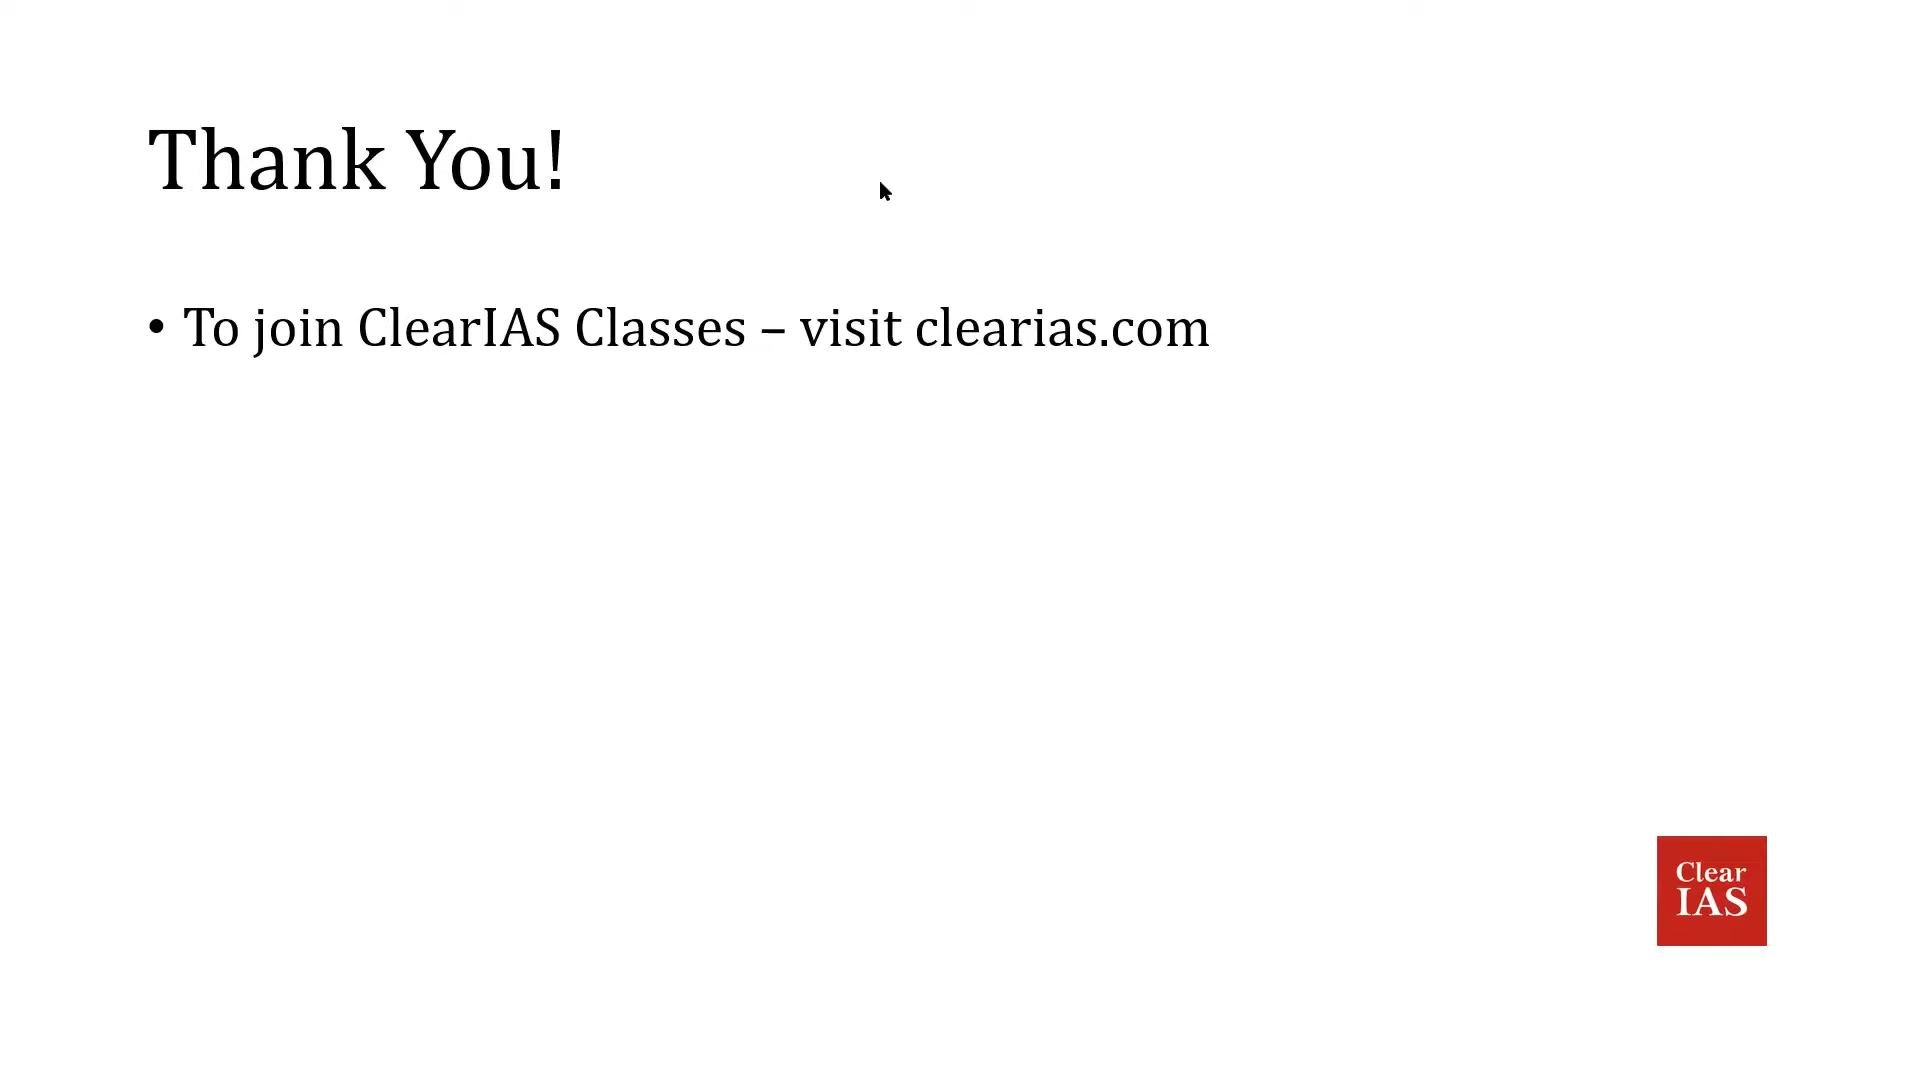 Thank You!
• To join ClearIAS Classes – visit clearias.com
Clear
IAS